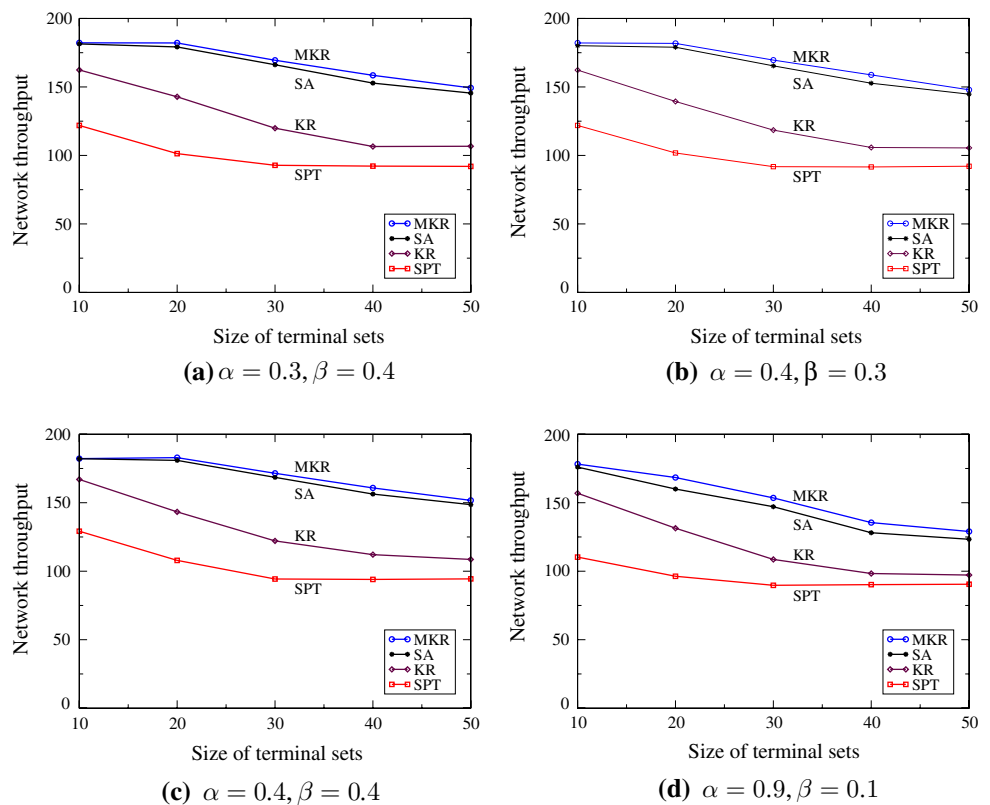 200
150
100
50
0
Network throughput
MKR
SA
KR
SPT
MKR
SA
KR
SPT
10 20 30 40 50
Size of terminal sets
(a) α = 0.3, β = 0.4
200
150
100
50
0
Network throughput
MKR
SA
KR
SPT
MKR
SA
KR
SPT
10 20 30 40 50
Size of terminal sets
(b) α = 0.4, β = 0.3
200
150
100
50
0
Network throughput
MKR
SA
KR
SPT
MKR
SA
KR
SPT
10 20 30 40 50
Size of terminal sets
(c) α = 0.4, β = 0.4
200
150
100
50
0
Network throughput
MKR
SA
KR
SPT
MKR
SA
KR
SPT
10 20 30 40 50
Size of terminal sets
(d) α = 0.9, β = 0.1